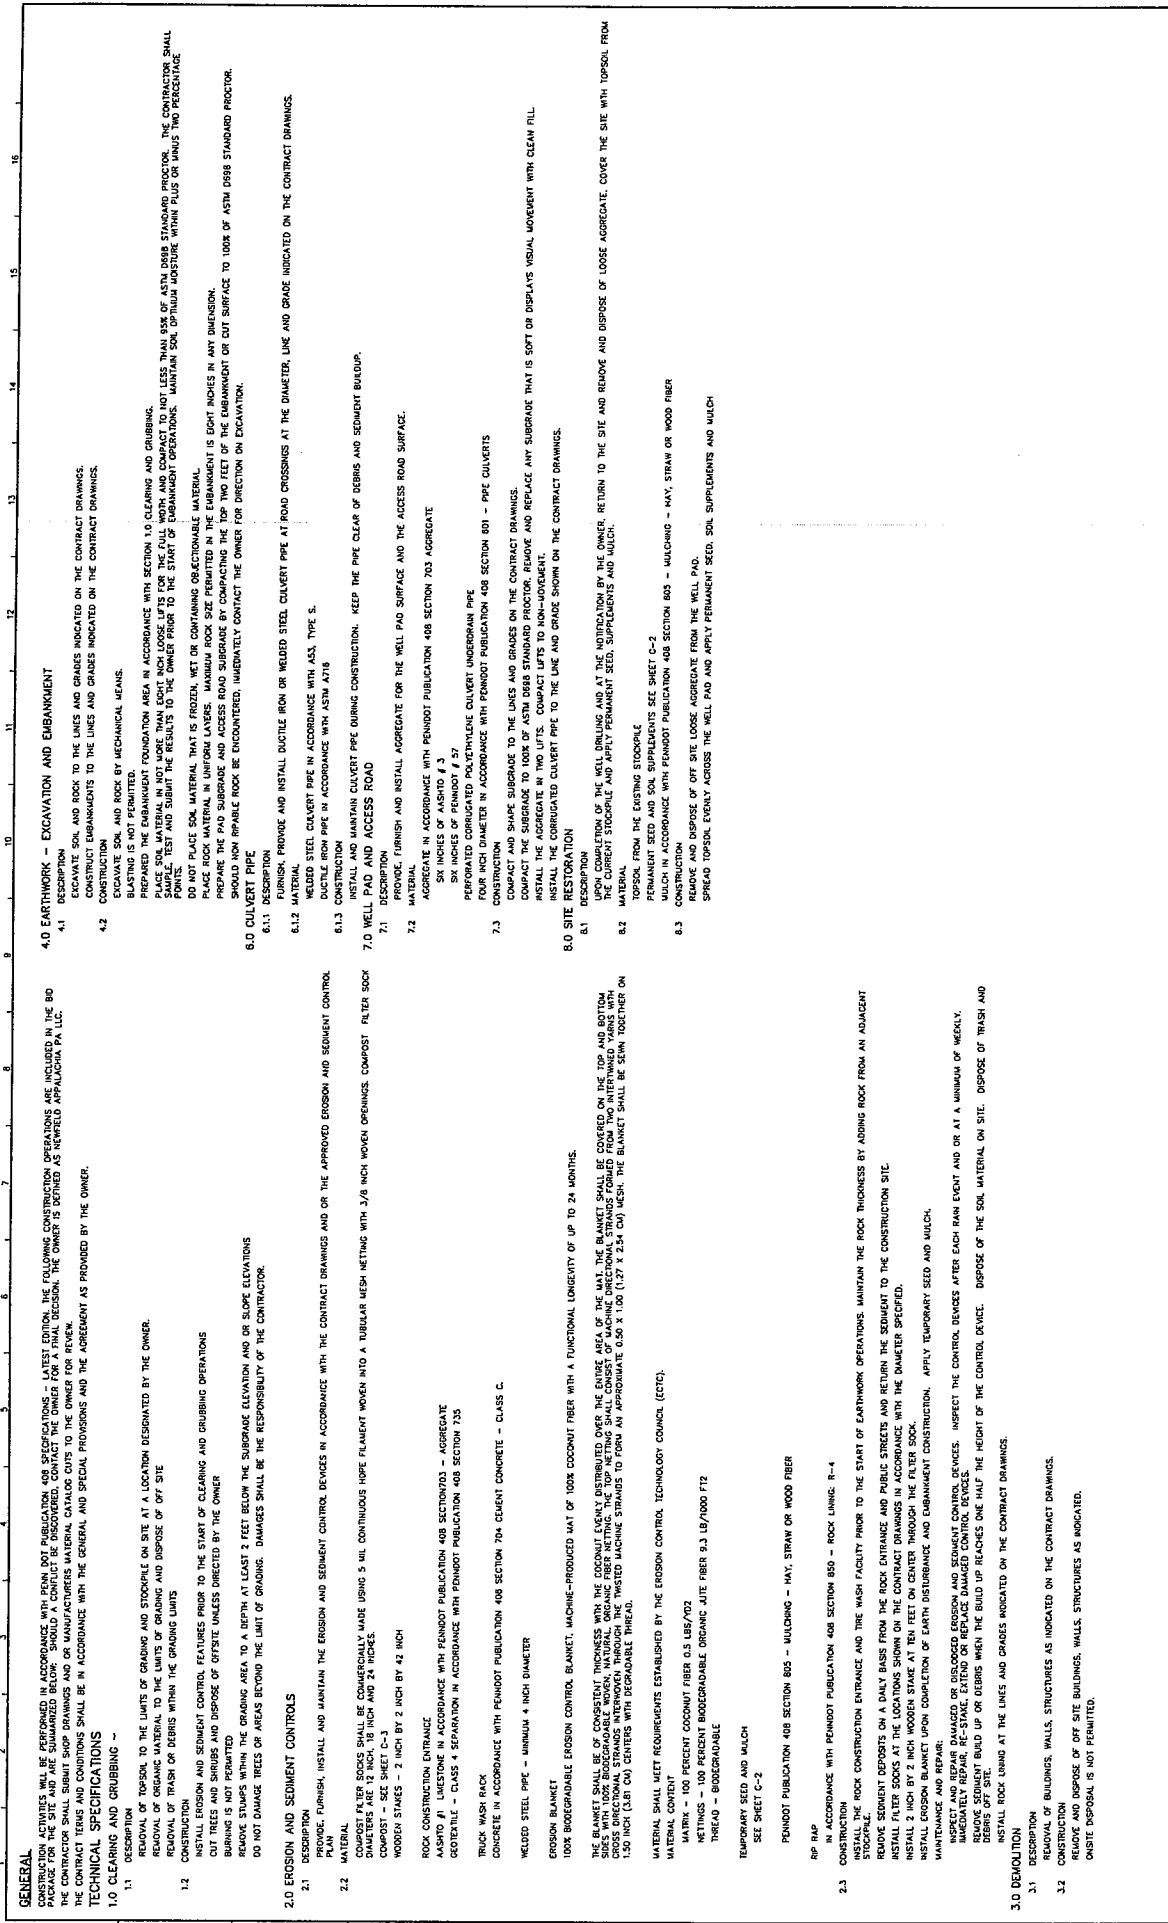 1 2 3 4 5 6 7 8 9 10 11 12 13 14 15 16
GENERAL
CONSTRUCTION ACTIVITIES WILL BE PERFORMED IN ACCORDANCE WITH PENN DOT PUBLICATION 408 SPECIFICATIONS – LATEST EDITION. THE FOLLOWING CONSTRUCTION OPERATIONS ARE INCLUDED IN THE BID
PACKAGE FOR THE SITE AND ARE SUMMARIZED BELOW; SHOULD A CONFLICT BE DISCOVERED, CONTACT THE OWNER FOR A FINAL DECISION. THE OWNER IS DEFINED AS NEWFIELD APPALACHIA PA LLC.
THE CONTRACTOR SHALL SUBMIT SHOP DRAWINGS AND OR MANUFACTURERS MATERIAL CATALOG CUTS TO THE OWNER FOR REVIEW.
THE CONTRACT TERMS AND CONDITIONS SHALL BE IN ACCORDANCE WITH THE GENERAL AND SPECIAL PROVISIONS AND THE AGREEMENT AS PROVIDED BY THE OWNER.
TECHNICAL SPECIFICATIONS
1.0 CLEARING AND GRUBBING –
1.1 DESCRIPTION
REMOVAL OF TOPSOIL TO THE LIMITS OF GRADING AND STOCKPILE ON SITE AT A LOCATION DESIGNATED BY THE OWNER.
REMOVAL OF ORGANIC MATERIAL TO THE LIMITS OF GRADING AND DISPOSE OF OFF SITE
REMOVAL OF TRASH OR DEBRIS WITHIN THE GRADING LIMITS
1.2 CONSTRUCTION
INSTALL EROSION AND SEDIMENT CONTROL FEATURES PRIOR TO THE START OF CLEARING AND GRUBBING OPERATIONS
CUT TREES AND SHRUBS AND DISPOSE OF OFFSITE UNLESS DIRECTED BY THE OWNER
BURNING IS NOT PERMITTED
REMOVE STUMPS WITHIN THE GRADING AREA TO A DEPTH AT LEAST 2 FEET BELOW THE SUBGRADE ELEVATION AND OR SLOPE ELEVATIONS
DO NOT DAMAGE TREES OR AREAS BEYOND THE LIMIT OF GRADING. DAMAGES SHALL BE THE RESPONSIBILITY OF THE CONTRACTOR.
2.0 EROSION AND SEDIMENT CONTROLS
2.1 DESCRIPTION
PROVIDE, FURNISH, INSTALL AND MAINTAIN THE EROSION AND SEDIMENT CONTROL DEVICES IN ACCORDANCE WITH THE CONTRACT DRAWINGS AND OR THE APPROVED EROSION AND SEDIMENT CONTROL
PLAN
2.2 MATERIAL
COMPOST FILTER SOCKS SHALL BE COMMERCIALLY MADE USING 5 MIL CONTINUOUS HDPE FILAMENT WOVEN INTO A TUBULAR MESH NETTING WITH 3/8 INCH WOVEN OPENINGS. COMPOST FILTER SOCK
DIAMETERS ARE 12 INCH, 18 INCH AND 24 INCHES.
COMPOST – SEE SHEET C-3
WOODEN STAKES – 2 INCH BY 2 INCH BY 42 INCH
ROCK CONSTRUCTION ENTRANCE
AASHTO #1 LIMESTONE IN ACCORDANCE WITH PENNDOT PUBLICATION 408 SECTION703 – AGGREGATE
GEOTEXTILE – CLASS 4 SEPARATION IN ACCORDANCE WITH PENNDOT PUBLICATION 408 SECTION 735
TRUCK WASH RACK
CONCRETE IN ACCORDANCE WITH PENNDOT PUBLICATION 408 SECTION 704 CEMENT CONCRETE – CLASS C.
WELDED STEEL PIPE – MINIMUM 4 INCH DIAMETER
EROSION BLANKET
100% BIODEGRADABLE EROSION CONTROL BLANKET, MACHINE-PRODUCED MAT OF 100% COCONUT FIBER WITH A FUNCTIONAL LONGEVITY OF UP TO 24 MONTHS.
THE BLANKET SHALL BE OF CONSISTENT THICKNESS WITH THE COCONUT EVENLY DISTRIBUTED OVER THE ENTIRE AREA OF THE MAT. THE BLANKET SHALL BE COVERED ON THE TOP AND BOTTOM
SIDES WITH 100% BIODEGRADABLE WOVEN, NATURAL, ORGANIC FIBER NETTING. THE TOP NETTING SHALL CONSIST OF MACHINE DIRECTIONAL STRANDS FORMED FROM TWO INTERTWINED YARNS WITH
CROSS DIRECTIONAL STRANDS INTERWOVEN THROUGH THE TWISTED MACHINE STRANDS TO FORM AN APPROXIMATE 0.50 X 1.00 (1.27 X 2.54 CM) MESH. THE BLANKET SHALL BE SEWN TOGETHER ON
1.50 INCH (3.81 CM) CENTERS WITH DEGRADABLE THREAD.
MATERIAL SHALL MEET REQUIREMENTS ESTABLISHED BY THE EROSION CONTROL TECHNOLOGY COUNCIL (ECTC).
MATERIAL CONTENT
MATRIX – 100 PERCENT COCONUT FIBER 0.5 LBS/YD2
NETTINGS – 100 PERCENT BIODEGRADABLE ORGANIC JUTE FIBER 9.3 LB/1000 FT2
THREAD – BIODEGRADABLE
TEMPORARY SEED AND MULCH
SEE SHEET C-2
PENNDOT PUBLICATION 408 SECTION 805 – MULCHING – HAY, STRAW OR WOOD FIBER
RIP RAP
IN ACCORDANCE WITH PENNDOT PUBLICATION 408 SECTION 850 – ROCK LINING: R-4
2.3 CONSTRUCTION
INSTALL THE ROCK CONSTRUCTION ENTRANCE AND TIRE WASH FACILITY PRIOR TO THE START OF EARTHWORK OPERATIONS. MAINTAIN THE ROCK THICKNESS BY ADDING ROCK FROM AN ADJACENT
STOCKPILE.
REMOVE SEDIMENT DEPOSITS ON A DAILY BASIS FROM THE ROCK ENTRANCE AND PUBLIC STREETS AND RETURN THE SEDIMENT TO THE CONSTRUCTION SITE.
INSTALL FILTER SOCKS AT THE LOCATIONS SHOWN ON THE CONTRACT DRAWINGS IN ACCORDANCE WITH THE DIAMETER SPECIFIED.
INSTALL 2 INCH BY 2 INCH WOODEN STAKE AT TEN FEET ON CENTER THROUGH THE FILTER SOCK.
INSTALL EROSION BLANKET UPON COMPLETION OF EARTH DISTURBANCE AND EMBANKMENT CONSTRUCTION. APPLY TEMPORARY SEED AND MULCH.
MAINTENANCE AND REPAIR:
INSPECT AND REPAIR DAMAGED OR DISLODGED EROSION AND SEDIMENT CONTROL DEVICES. INSPECT THE CONTROL DEVICES AFTER EACH RAIN EVENT AND OR AT A MINIMUM OF WEEKLY.
IMMEDIATELY REPAIR, RE-STAKE, EXTEND OR REPLACE DAMAGED CONTROL DEVICES.
REMOVE SEDIMENT BUILD UP OR DEBRIS WHEN THE BUILD UP REACHES ONE HALF THE HEIGHT OF THE CONTROL DEVICE. DISPOSE OF THE SOIL MATERIAL ON SITE. DISPOSE OF TRASH AND
DEBRIS OFF SITE.
INSTALL ROCK LINING AT THE LINES AND GRADES INDICATED ON THE CONTRACT DRAWINGS.
3.0 DEMOLITION
3.1 DESCRIPTION
REMOVAL OF BUILDINGS, WALLS, STRUCTURES AS INDICATED ON THE CONTRACT DRAWINGS.
3.2 CONSTRUCTION
REMOVE AND DISPOSE OF OFF SITE BUILDINGS, WALLS, STRUCTURES AS INDICATED.
ONSITE DISPOSAL IS NOT PERMITTED.
4.0 EARTHWORK – EXCAVATION AND EMBANKMENT
4.1 DESCRIPTION
EXCAVATE SOIL AND ROCK TO THE LINES AND GRADES INDICATED ON THE CONTRACT DRAWINGS.
CONSTRUCT EMBANKMENTS TO THE LINES AND GRADES INDICATED ON THE CONTRACT DRAWINGS.
4.2 CONSTRUCTION
EXCAVATE SOIL AND ROCK BY MECHANICAL MEANS.
BLASTING IS NOT PERMITTED.
PREPARED THE EMBANKMENT FOUNDATION AREA IN ACCORDANCE WITH SECTION 1.0 CLEARING AND GRUBBING.
PLACE SOIL MATERIAL IN NOT MORE THAN EIGHT INCH LOOSE LIFTS FOR THE FULL WIDTH AND COMPACT TO NOT LESS THAN 95% OF ASTM D698 STANDARD PROCTOR. THE CONTRACTOR SHALL
SAMPLE, TEST AND SUBMIT THE RESULTS TO THE OWNER PRIOR TO THE START OF EMBANKMENT OPERATIONS. MAINTAIN SOIL OPTIMUM MOISTURE WITHIN PLUS OR MINUS TWO PERCENTAGE
POINTS.
DO NOT PLACE SOIL MATERIAL THAT IS FROZEN, WET OR CONTAINING OBJECTIONABLE MATERIAL
PLACE ROCK MATERIAL IN UNIFORM LAYERS. MAXIMUM ROCK SIZE PERMITTED IN THE EMBANKMENT IS EIGHT INCHES IN ANY DIMENSION.
PREPARE THE PAD SUBGRADE AND ACCESS ROAD SUBGRADE BY COMPACTING THE TOP TWO FEET OF THE EMBANKMENT OR CUT SURFACE TO 100% OF ASTM D698 STANDARD PROCTOR.
SHOULD NON RIPABLE ROCK BE ENCOUNTERED, IMMEDIATELY CONTACT THE OWNER FOR DIRECTION ON EXCAVATION.
6.0 CULVERT PIPE
6.1.1 DESCRIPTION
FURNISH, PROVIDE AND INSTALL DUCTILE IRON OR WELDED STEEL CULVERT PIPE AT ROAD CROSSINGS AT THE DIAMETER, LINE AND GRADE INDICATED ON THE CONTRACT DRAWINGS.
6.1.2 MATERIAL
WELDED STEEL CULVERT PIPE IN ACCORDANCE WITH A53, TYPE S.
DUCTILE IRON PIPE IN ACCORDANCE WITH ASTM A716
6.1.3 CONSTRUCTION
INSTALL AND MAINTAIN CULVERT PIPE DURING CONSTRUCTION. KEEP THE PIPE CLEAR OF DEBRIS AND SEDIMENT BUILDUP.
7.0 WELL PAD AND ACCESS ROAD
7.1 DESCRIPTION
PROVIDE, FURNISH AND INSTALL AGGREGATE FOR THE WELL PAD SURFACE AND THE ACCESS ROAD SURFACE.
7.2 MATERIAL
AGGREGATE IN ACCORDANCE WITH PENNDOT PUBLICATION 408 SECTION 703 AGGREGATE
SIX INCHES OF AASHTO # 3
SIX INCHES OF PENNDOT # 57
PERFORATED CORRUGATED POLYETHYLENE CULVERT UNDERDRAIN PIPE
FOUR INCH DIAMETER IN ACCORDANCE WITH PENNDOT PUBLICATION 408 SECTION 601 – PIPE CULVERTS
7.3 CONSTRUCTION
COMPACT AND SHAPE SUBGRADE TO THE LINES AND GRADES ON THE CONTRACT DRAWINGS.
COMPACT THE SUBGRADE TO 100% OF ASTM D698 STANDARD PROCTOR. REMOVE AND REPLACE ANY SUBGRADE THAT IS SOFT OR DISPLAYS VISUAL MOVEMENT WITH CLEAN FILL.
INSTALL THE AGGREGATE IN TWO LIFTS. COMPACT LIFTS TO NON-MOVEMENT.
INSTALL THE CORRUGATED CULVERT PIPE TO THE LINE AND GRADE SHOWN ON THE CONTRACT DRAWINGS.
8.0 SITE RESTORATION
8.1 DESCRIPTION
UPON COMPLETION OF THE WELL DRILLING AND AT THE NOTIFICATION BY THE OWNER, RETURN TO THE SITE AND REMOVE AND DISPOSE OF LOOSE AGGREGATE, COVER THE SITE WITH TOPSOIL FROM
THE CURRENT STOCKPILE AND APPLY PERMANENT SEED, SUPPLEMENTS AND MULCH.
8.2 MATERIAL
TOPSOIL FROM THE EXISTING STOCKPILE
PERMANENT SEED AND SOIL SUPPLEMENTS SEE SHEET C-2
MULCH IN ACCORDANCE WITH PENNDOT PUBLICATION 408 SECTION 805 – MULCHING – HAY, STRAW OR WOOD FIBER
8.3 CONSTRUCTION
REMOVE AND DISPOSE OF OFF SITE LOOSE AGGREGATE FROM THE WELL PAD.
SPREAD TOPSOIL EVENLY ACROSS THE WELL PAD AND APPLY PERMANENT SEED, SOIL SUPPLEMENTS AND MULCH